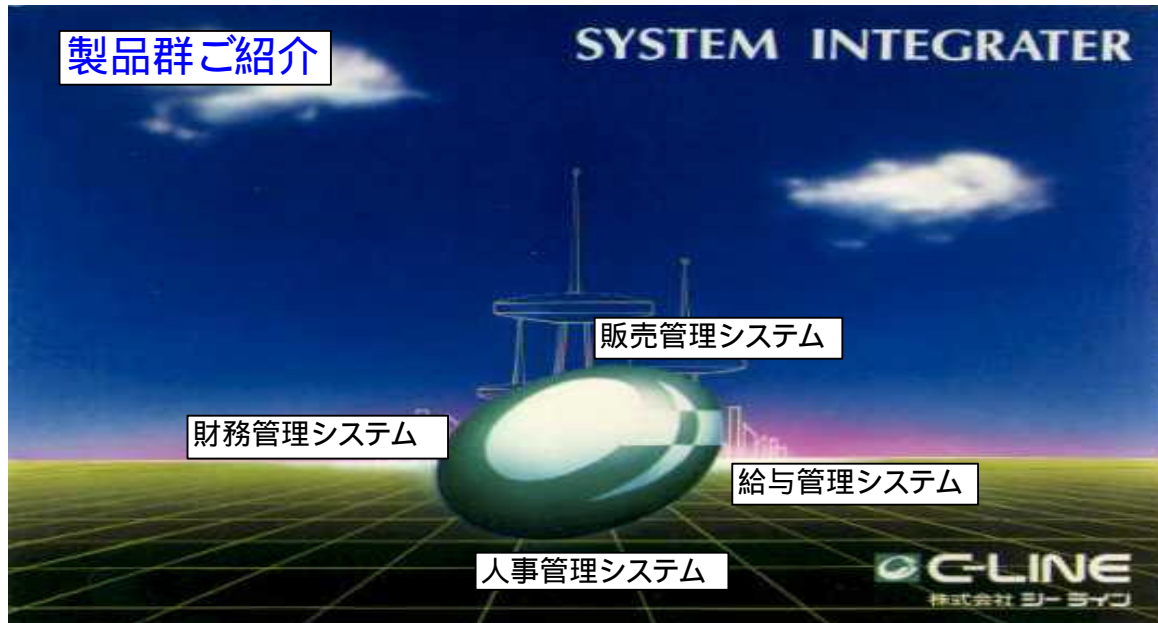 製品群ご紹介
SYSTEM INTEGRATER
販売管理システム
財務管理システム
給与管理システム
人事管理システム
C-LINE
株式会社 シーライン